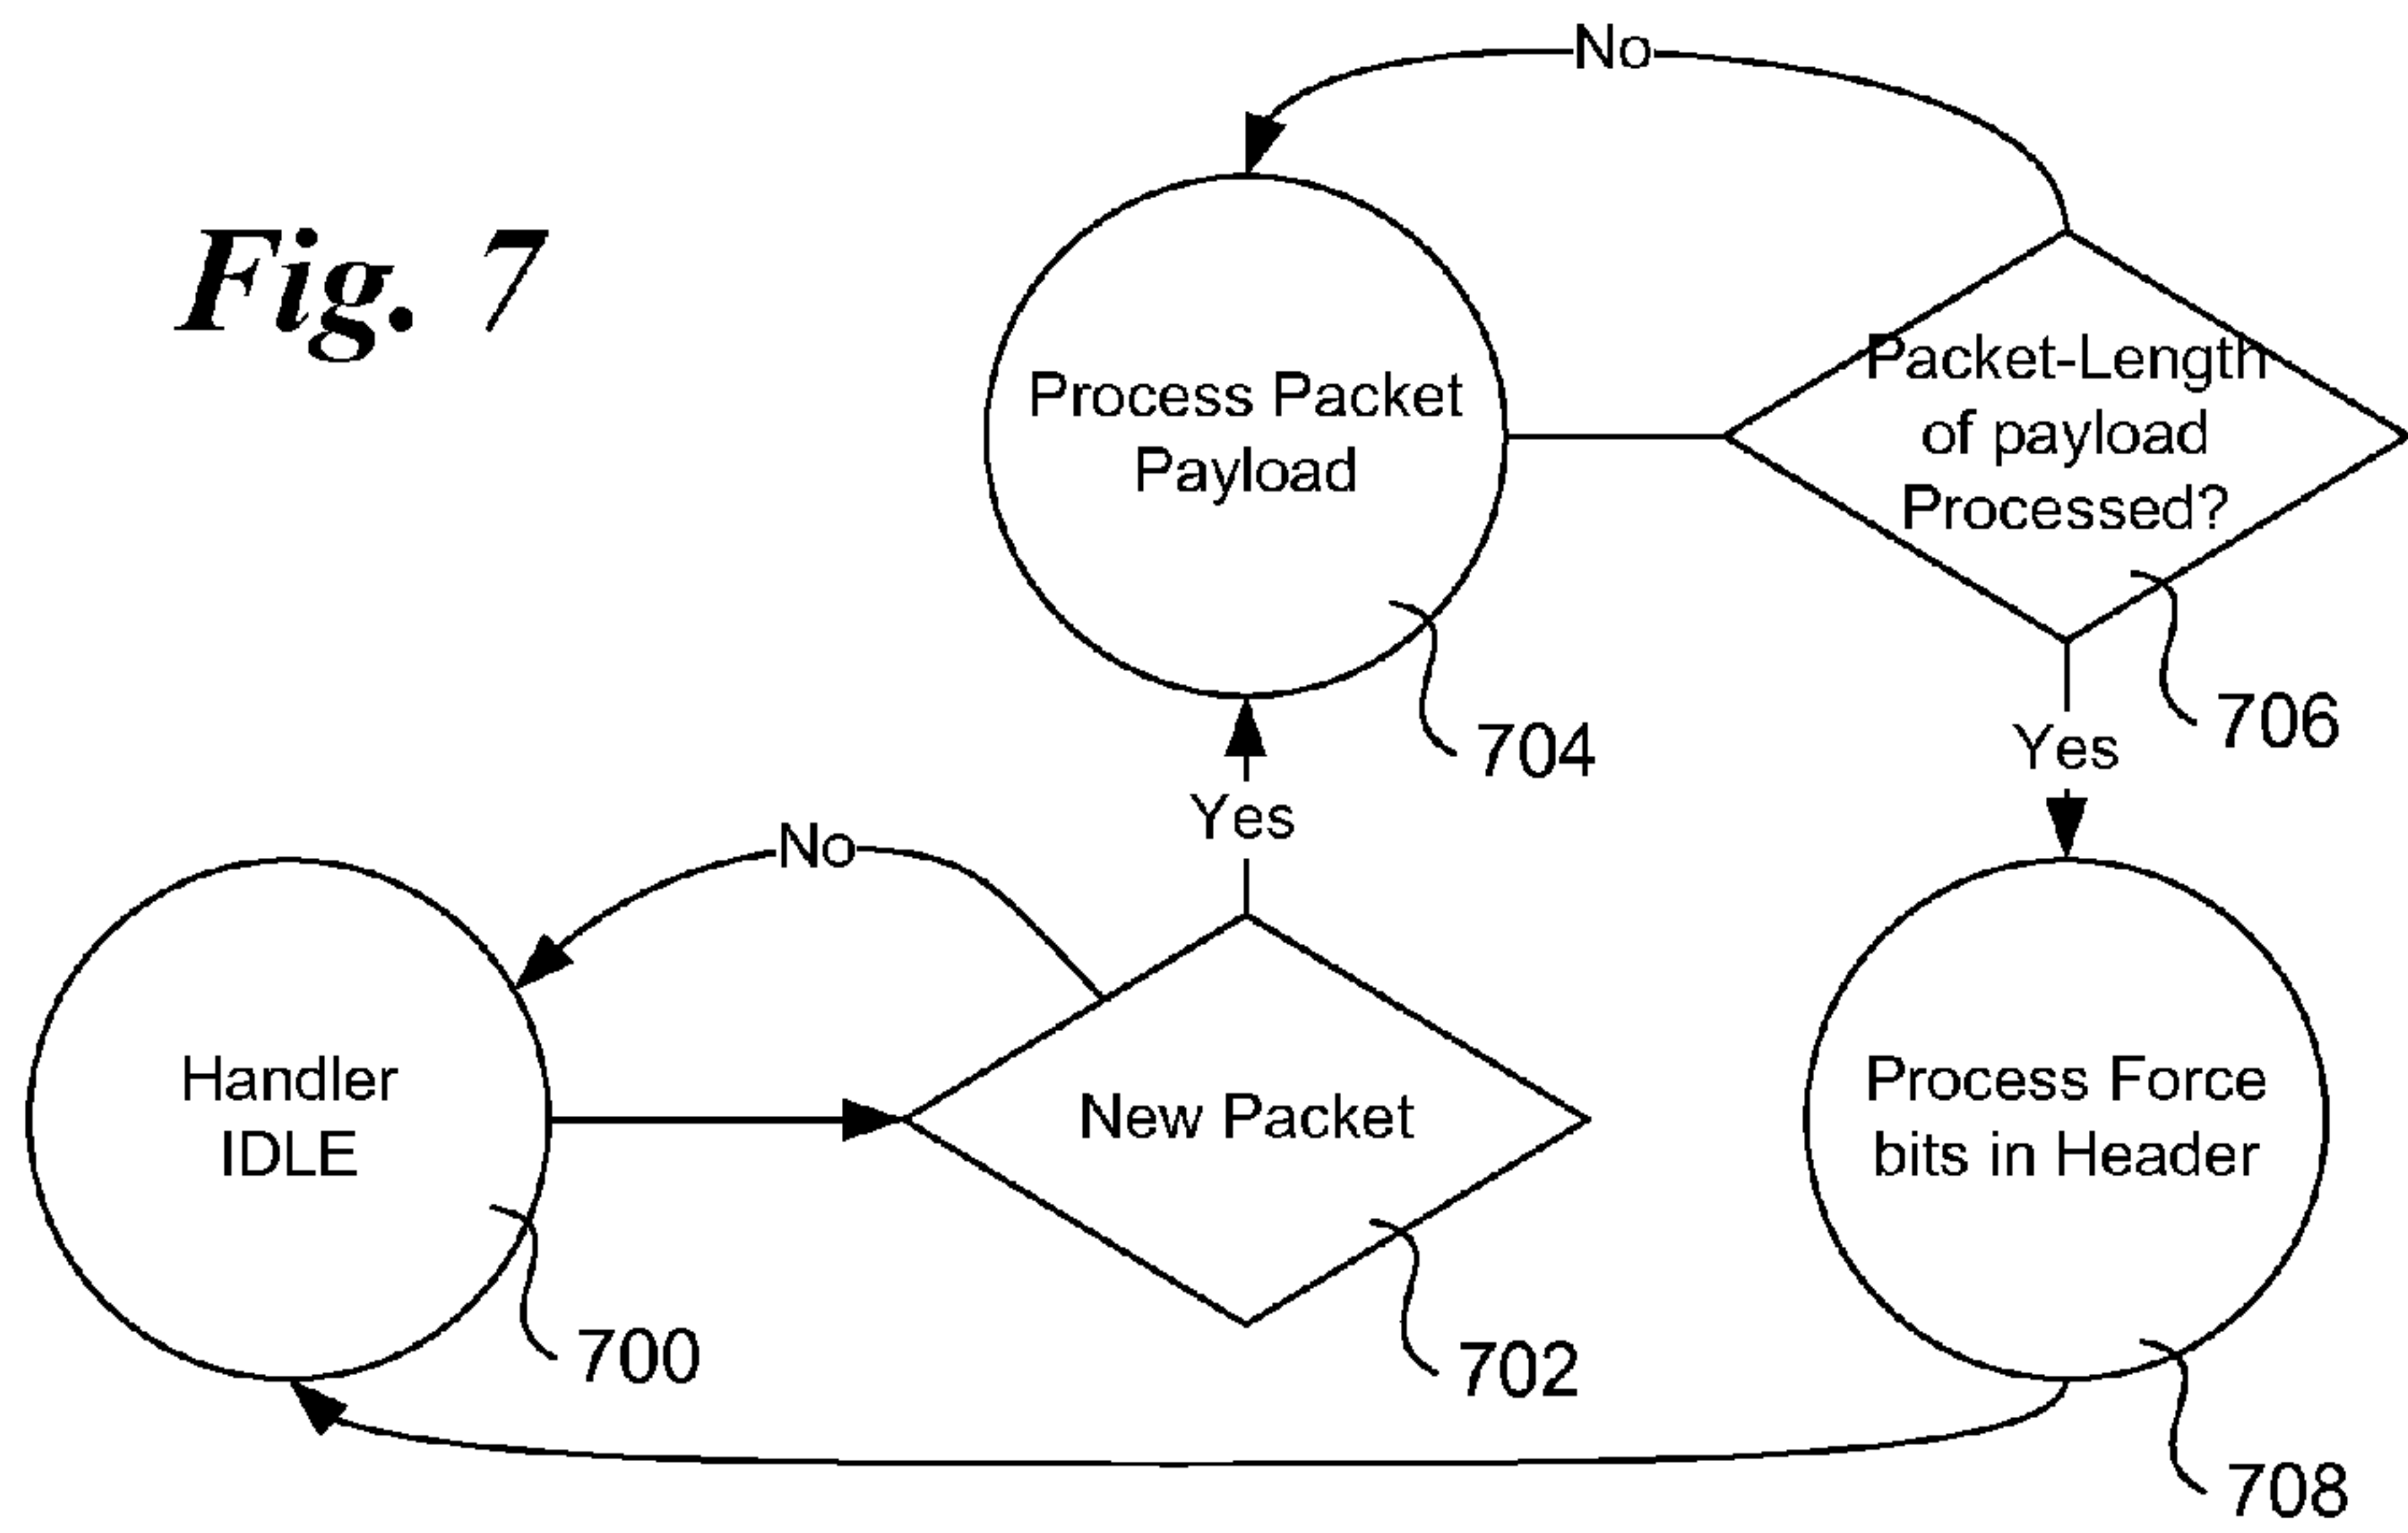 Fig. 7
No
Process Packet
Payload
Packet-Length
of payload
Processed?
704
706
Yes
Yes
No
Handler
IDLE
New Packet
Process Force
bits in Header
700
702
708